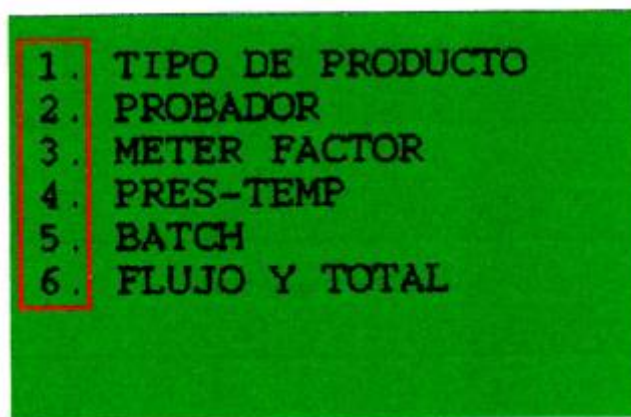 1. TIPO DE PRODUCTO
2. PROBADOR
3. METER FACTOR
4. PRES-TEMP
5. BATCH
6. FLUJO Y TOTAL